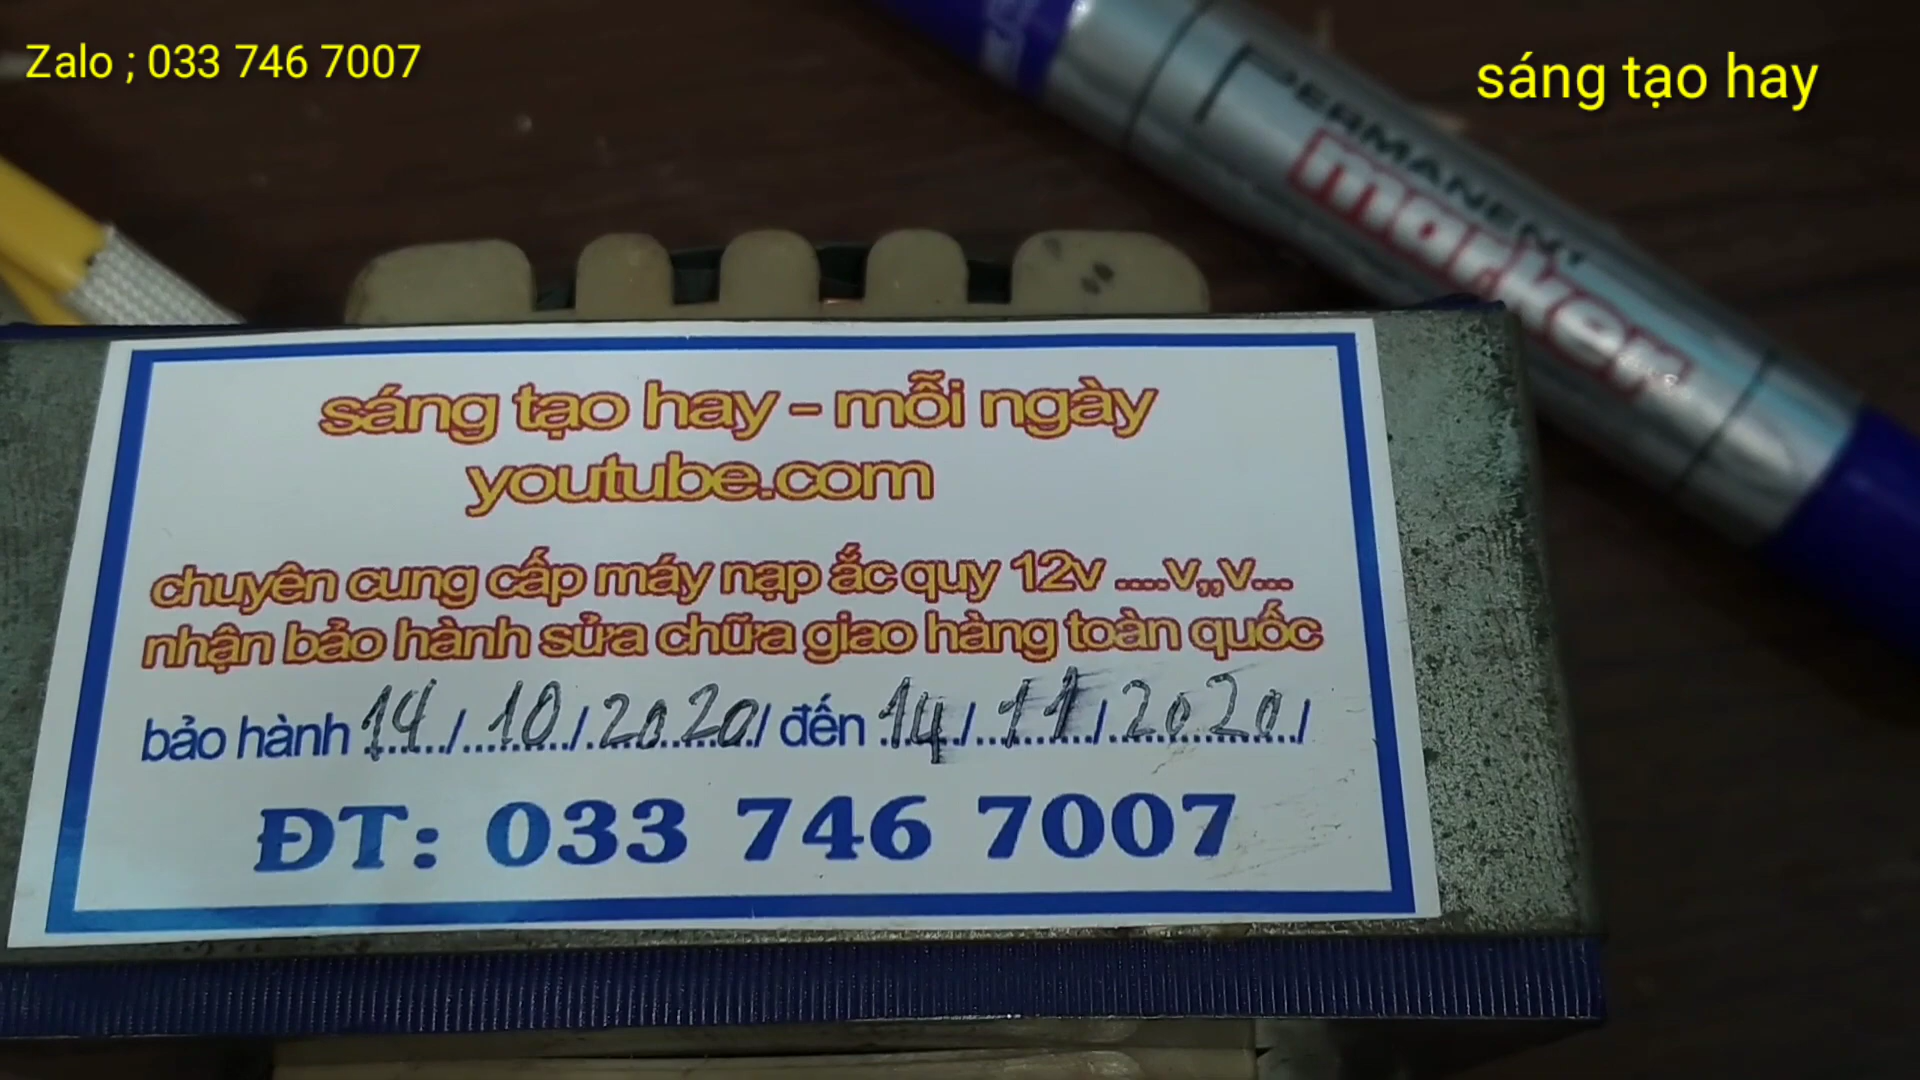 Zalo ; 033 746 7007
sáng tạo hay
PERMANENT
marker
sáng tạo hay - mỗi ngày
youtube.com
chuyên cung cấp máy nạp ắc quy 12v ....v,,v...
nhận bảo hành sửa chữa giao hàng toàn quốc
bảo hành 14/10/2020/ đến 14/11/2020/
ĐT: 033 746 7007